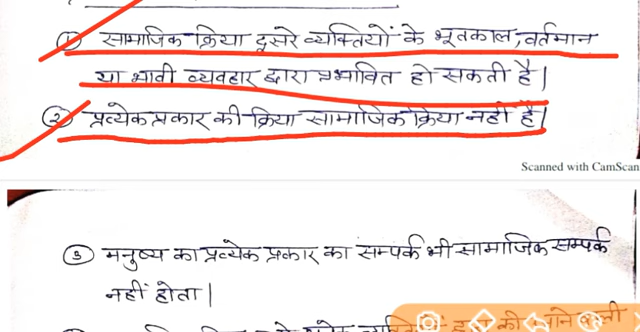 ① सामाजिक क्रिया दूसरे व्यक्तियों के भूतकाल, वर्तमान
या भावी व्यवहार द्वारा प्रभावित हो सकती है।
② प्रत्येक प्रकार की क्रिया सामाजिक क्रिया नहीं है।
Scanned with CamScan
③ मनुष्य का प्रत्येक प्रकार का सम्पर्क भी सामाजिक सम्पर्क
नहीं होता।